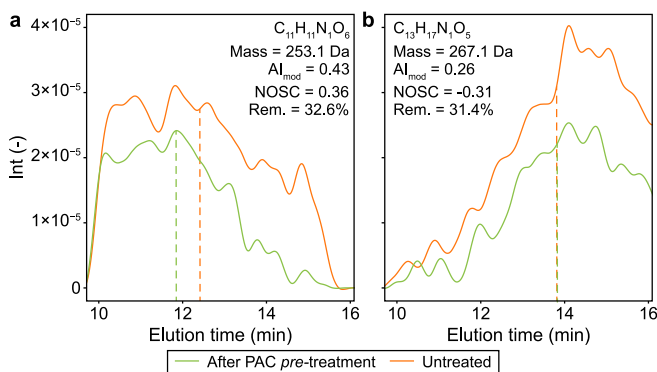 a
C₁₁H₁₁N₁O₆
Mass = 253.1 Da
AI_mod = 0.43
NOSC = 0.36
Rem. = 32.6%
b
C₁₃H₁₇N₁O₅
Mass = 267.1 Da
AI_mod = 0.26
NOSC = -0.31
Rem. = 31.4%
Int (-)
4×10⁻⁵
3×10⁻⁵
2×10⁻⁵
1×10⁻⁵
0
10 12 14 16
10 12 14 16
Elution time (min)
Elution time (min)
After PAC pre-treatment
Untreated